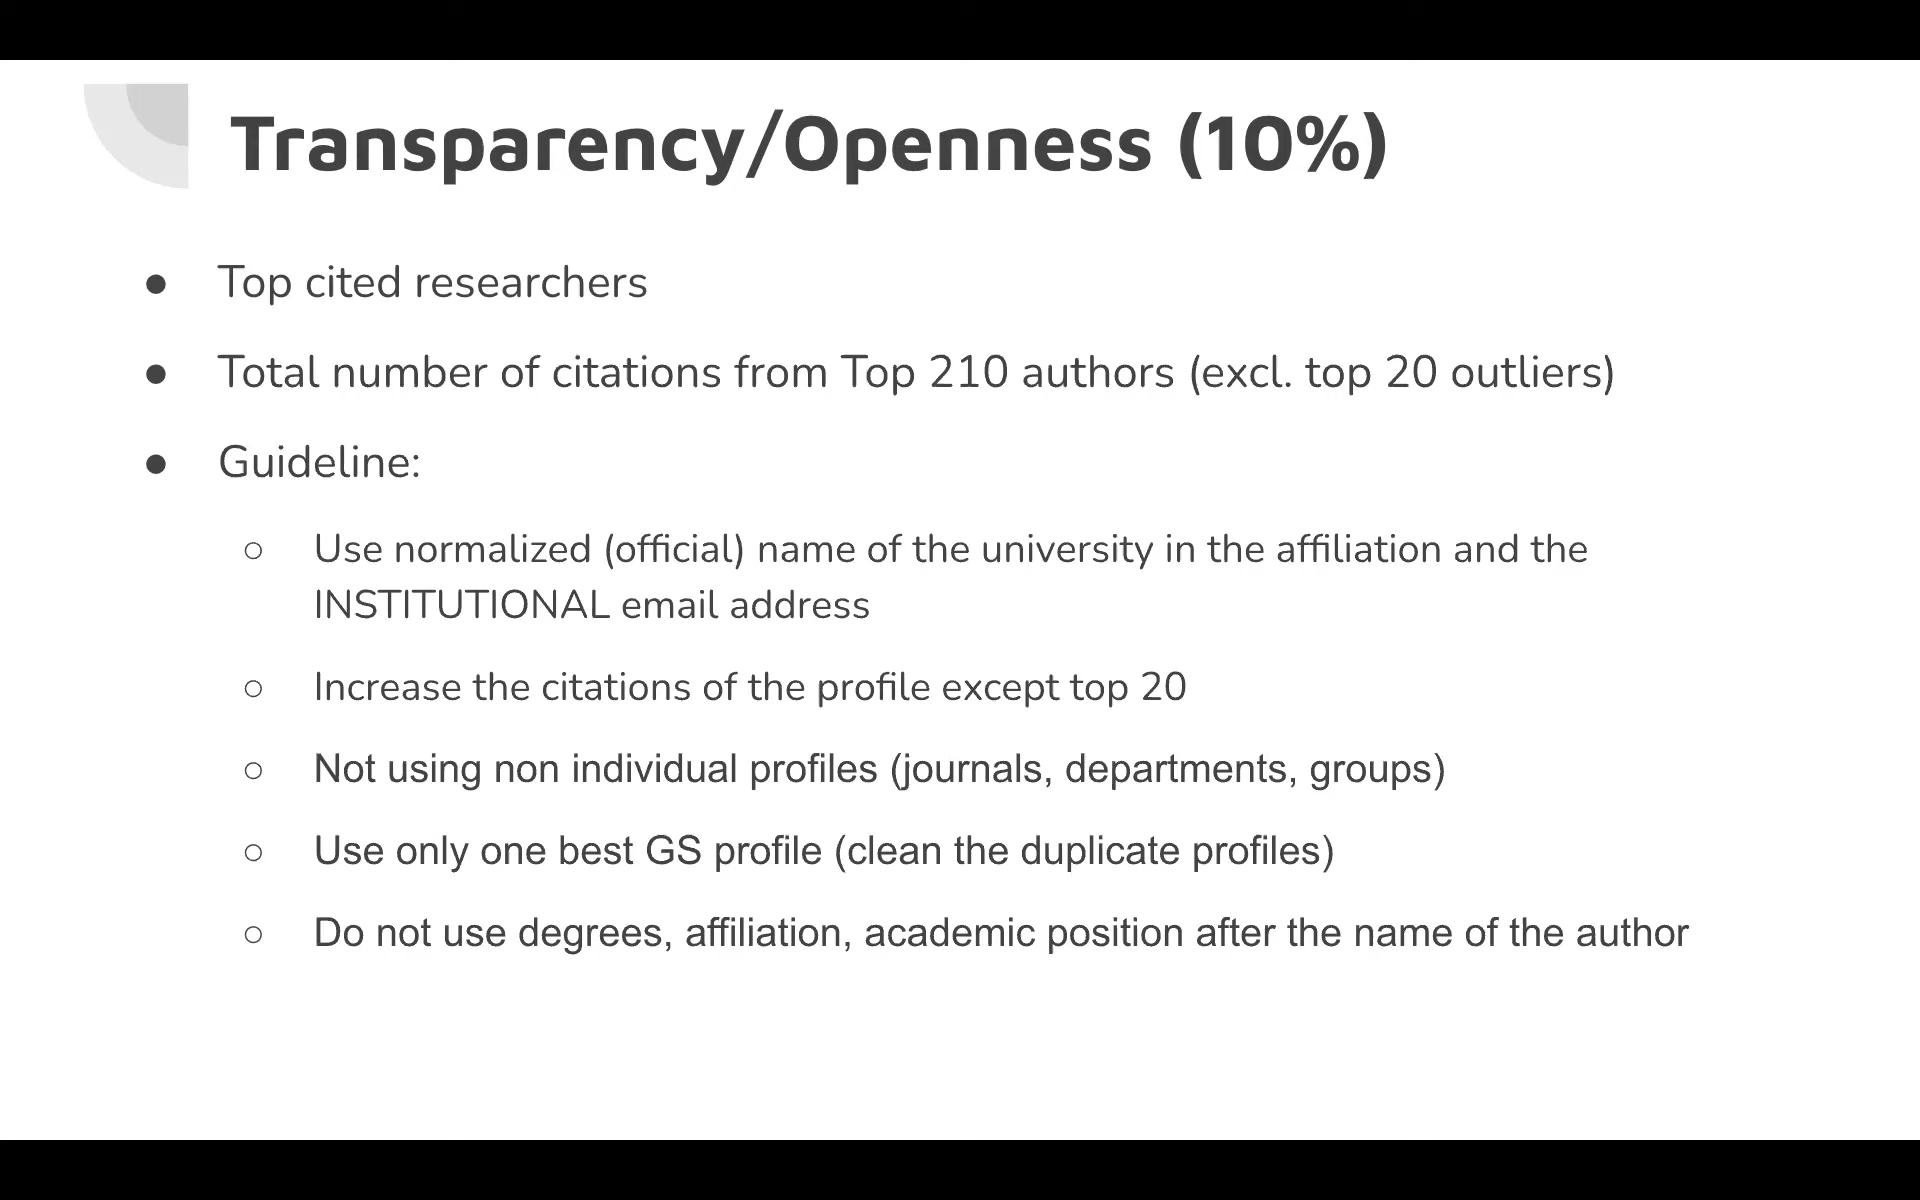 Transparency/Openness (10%)
● Top cited researchers
● Total number of citations from Top 210 authors (excl. top 20 outliers)
● Guideline:
○ Use normalized (official) name of the university in the affiliation and the
INSTITUTIONAL email address
○ Increase the citations of the profile except top 20
○ Not using non individual profiles (journals, departments, groups)
○ Use only one best GS profile (clean the duplicate profiles)
○ Do not use degrees, affiliation, academic position after the name of the author